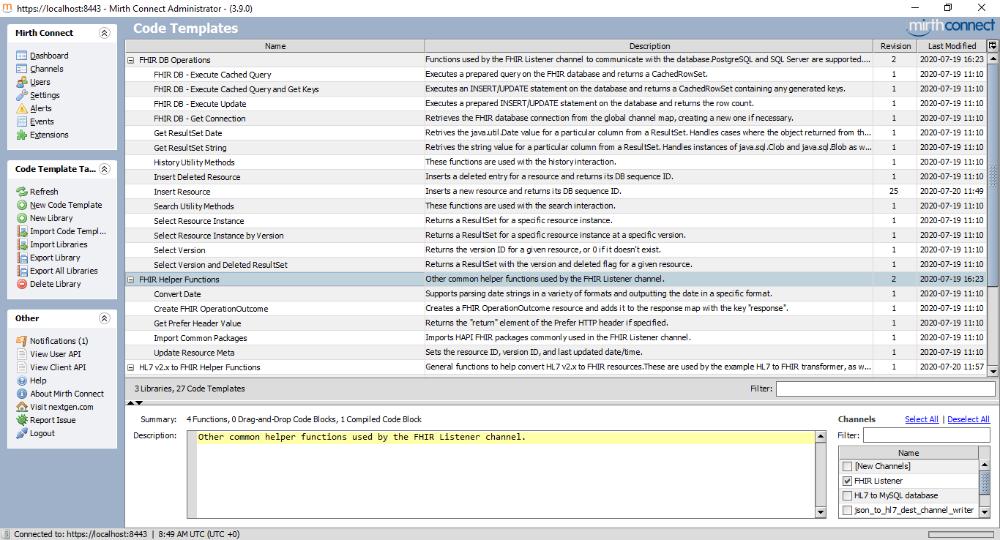 https://localhost:8443 - Mirth Connect Administrator - (3.9.0)
Mirth Connect
Dashboard
Channels
Users
Settings
Alerts
Events
Extensions
Code Template Ta...
Refresh
New Code Template
New Library
Import Code Templ...
Import Libraries
Export Library
Export All Libraries
Delete Library
Other
Notifications (1)
View User API
View Client API
Help
About Mirth Connect
Visit nextgen.com
Report Issue
Logout
Code Templates
mirthconnect
Name Description Revision Last Modified
FHIR DB Operations Functions used by the FHIR Listener channel to communicate with the database.PostgreSQL and SQL Server are supported.... 2 2020-07-19 16:23
FHIR DB - Execute Cached Query Executes a prepared query on the FHIR database and returns a CachedRowSet. 1 2020-07-19 11:10
FHIR DB - Execute Cached Query and Get Keys Executes an INSERT/UPDATE statement on the database and returns a CachedRowSet containing any generated keys. 1 2020-07-19 11:10
FHIR DB - Execute Update Executes a prepared INSERT/UPDATE statement on the database and returns the row count. 1 2020-07-19 11:10
FHIR DB - Get Connection Retrieves the FHIR database connection from the global channel map, creating a new one if necessary. 1 2020-07-19 11:10
Get ResultSet Date Retrives the java.util.Date value for a particular column from a ResultSet. Handles cases where the object returned from th... 1 2020-07-19 11:10
Get ResultSet String Retrives the string value for a particular column from a ResultSet. Handles instances of java.sql.Clob and java.sql.Blob as w... 1 2020-07-19 11:10
History Utility Methods These functions are used with the history interaction. 1 2020-07-19 11:10
Insert Deleted Resource Inserts a deleted entry for a resource and returns its DB sequence ID. 1 2020-07-19 11:10
Insert Resource Inserts a new resource and returns its DB sequence ID. 25 2020-07-20 11:49
Search Utility Methods These functions are used with the search interaction. 1 2020-07-19 11:10
Select Resource Instance Returns a ResultSet for a specific resource instance. 1 2020-07-19 11:10
Select Resource Instance by Version Returns a ResultSet for a specific resource instance at a specific version. 1 2020-07-19 11:10
Select Version Returns the version ID for a given resource, or 0 if it doesn't exist. 1 2020-07-19 11:10
Select Version and Deleted ResultSet Returns a ResultSet with the version and deleted flag for a given resource. 1 2020-07-19 11:10
FHIR Helper Functions Other common helper functions used by the FHIR Listener channel. 2 2020-07-19 16:23
Convert Date Supports parsing date strings in a variety of formats and outputting the date in a specific format. 1 2020-07-19 11:10
Create FHIR OperationOutcome Creates a FHIR OperationOutcome resource and adds it to the response map with the key "response". 1 2020-07-19 11:10
Get Prefer Header Value Returns the "return" element of the Prefer HTTP header if specified. 1 2020-07-19 11:10
Import Common Packages Imports HAPI FHIR packages commonly used in the FHIR Listener channel. 1 2020-07-19 11:10
Update Resource Meta Sets the resource ID, version ID, and last updated date/time. 1 2020-07-19 11:10
HL7 v2.x to FHIR Helper Functions General functions to help convert HL7 v2.x to FHIR resources.These are used by the example HL7 to FHIR transformer, as w... 1 2020-07-20 11:57
3 Libraries, 27 Code Templates Filter:
Summary: 4 Functions, 0 Drag-and-Drop Code Blocks, 1 Compiled Code Block
Description: Other common helper functions used by the FHIR Listener channel.
Channels Select All | Deselect All
Filter:
Name
[New Channels]
FHIR Listener
HL7 to MySQL database
json_to_hl7_dest_channel_writer
Connected to: https://localhost:8443 | 8:49 AM UTC (UTC +0)